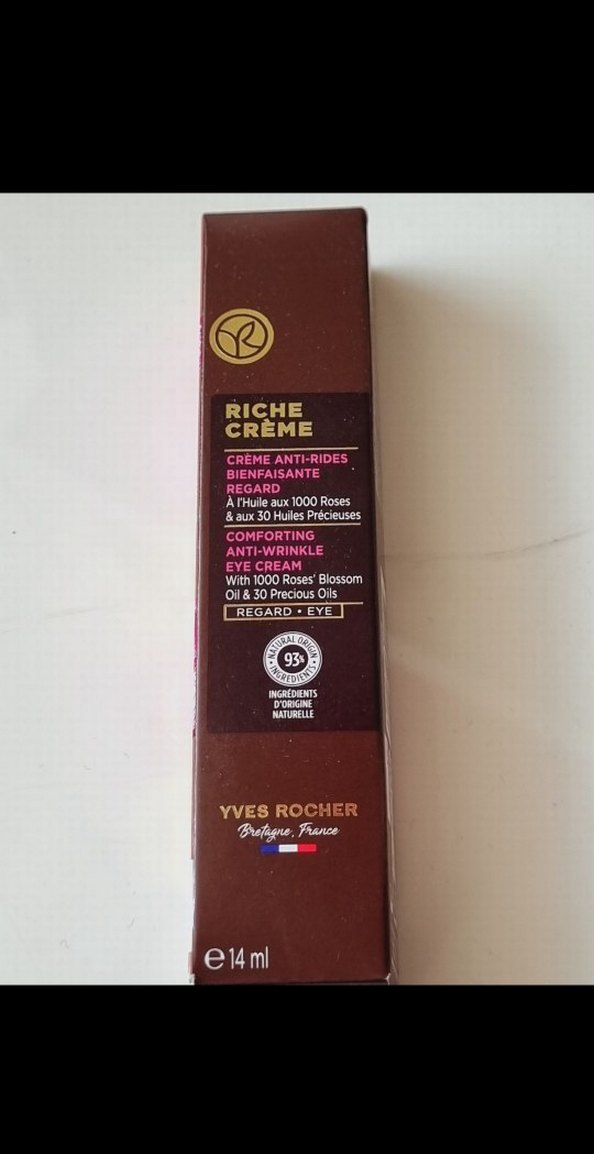 RICHE
CRÈME
CRÈME ANTI-RIDES
BIENFAISANTE
REGARD
À l'Huile aux 1000 Roses
& aux 30 Huiles Précieuses
COMFORTING
ANTI-WRINKLE
EYE CREAM
With 1000 Roses' Blossom
Oil & 30 Precious Oils
REGARD • EYE
NATURAL ORIGIN
93%
INGREDIENTS
INGRÉDIENTS
D'ORIGINE
NATURELLE
YVES ROCHER
Bretagne, France
℮14 ml